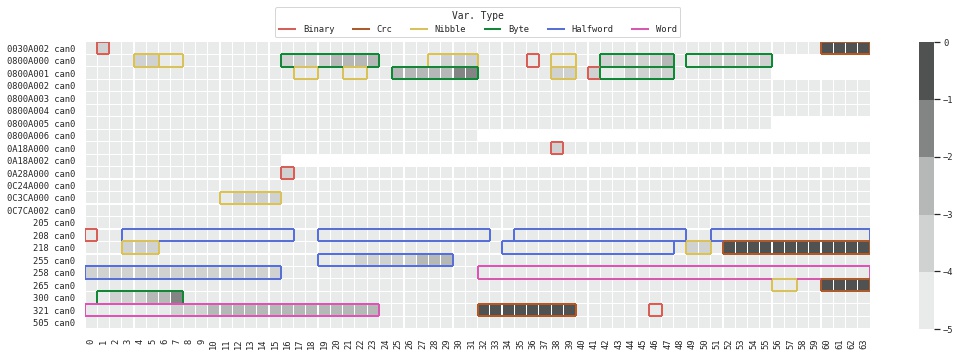 Var. Type
Binary Crc Nibble Byte Halfword Word
0030A002 can0
0800A000 can0
0800A001 can0
0800A002 can0
0800A003 can0
0800A004 can0
0800A005 can0
0800A006 can0
0A18A000 can0
0A18A002 can0
0A28A000 can0
0C24A000 can0
0C3CA000 can0
0C7CA002 can0
205 can0
208 can0
218 can0
255 can0
258 can0
265 can0
300 can0
321 can0
505 can0
0 1 2 3 4 5 6 7 8 9 10 11 12 13 14 15 16 17 18 19 20 21 22 23 24 25 26 27 28 29 30 31 32 33 34 35 36 37 38 39 40 41 42 43 44 45 46 47 48 49 50 51 52 53 54 55 56 57 58 59 60 61 62 63
0
−1
−2
−3
−4
−5